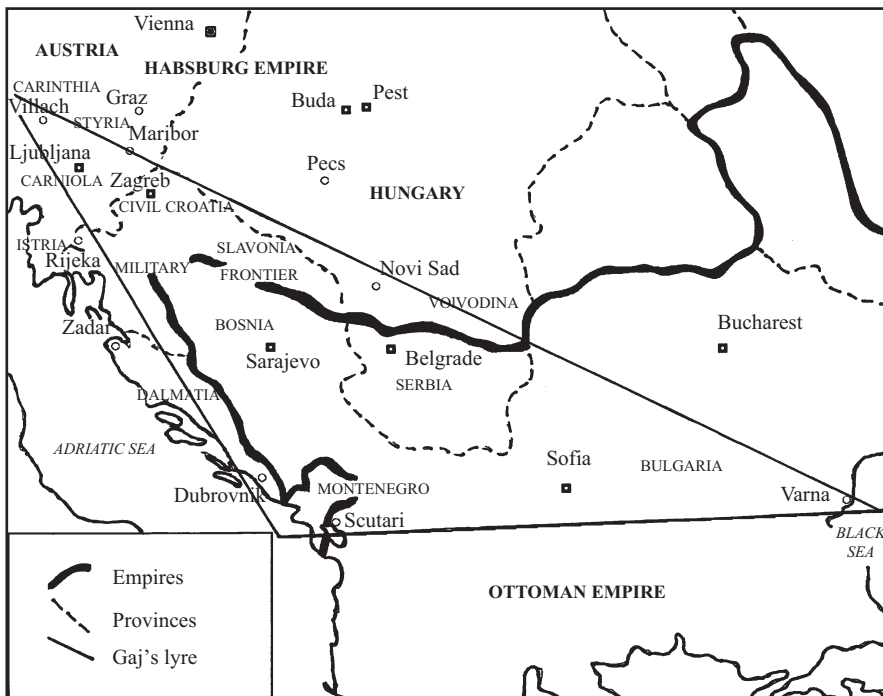 Vienna
AUSTRIA
HABSBURG EMPIRE
CARINTHIA
Villach
Graz
Buda
Pest
STYRIA
Maribor
Ljubljana
CARNIOLA
Zagreb
Pecs
CIVIL CROATIA
HUNGARY
ISTRIA
Rijeka
SLAVONIA
MILITARY
FRONTIER
Novi Sad
VOIVODINA
Zadar
BOSNIA
Sarajevo
Belgrade
SERBIA
Bucharest
DALMATIA
ADRIATIC SEA
Sofia
BULGARIA
Dubrovnik
MONTENEGRO
Varna
Scutari
BLACK
SEA
OTTOMAN EMPIRE
Empires
Provinces
Gaj's lyre